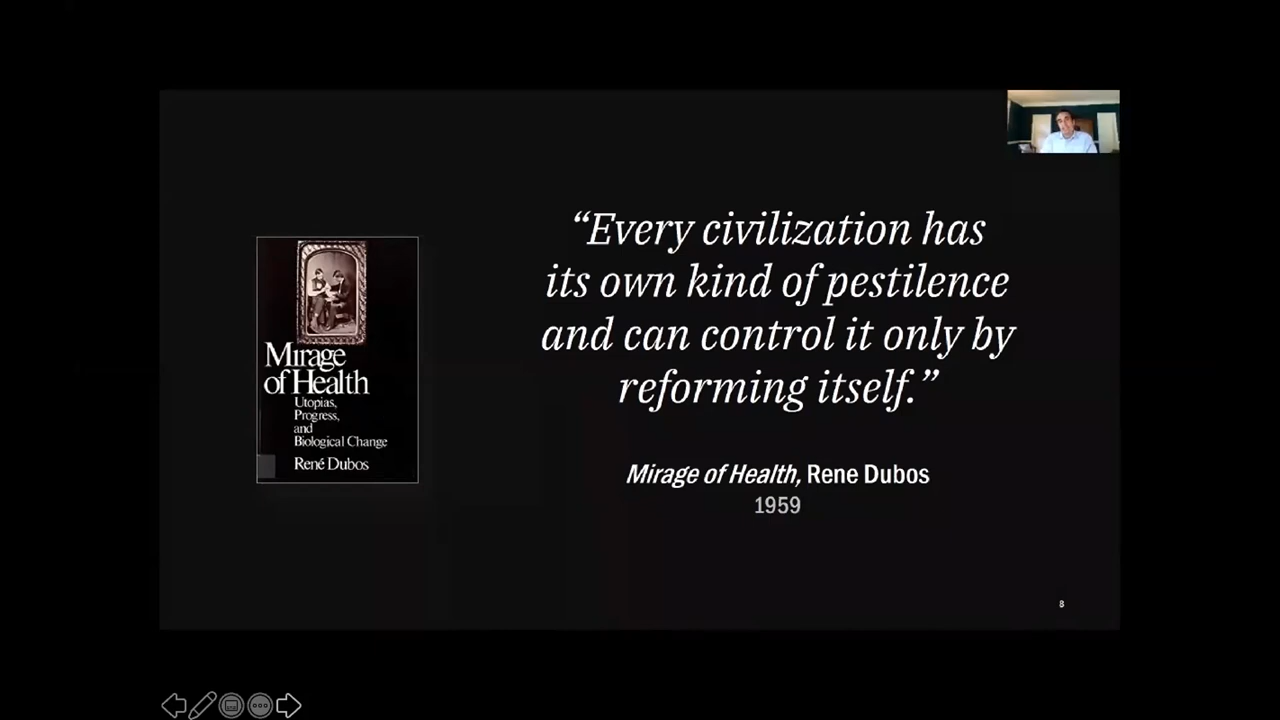 Mirage
of Health
Utopias,
Progress,
and
Biological Change
René Dubos
“Every civilization has
its own kind of pestilence
and can control it only by
reforming itself.”
Mirage of Health, Rene Dubos
1959
8